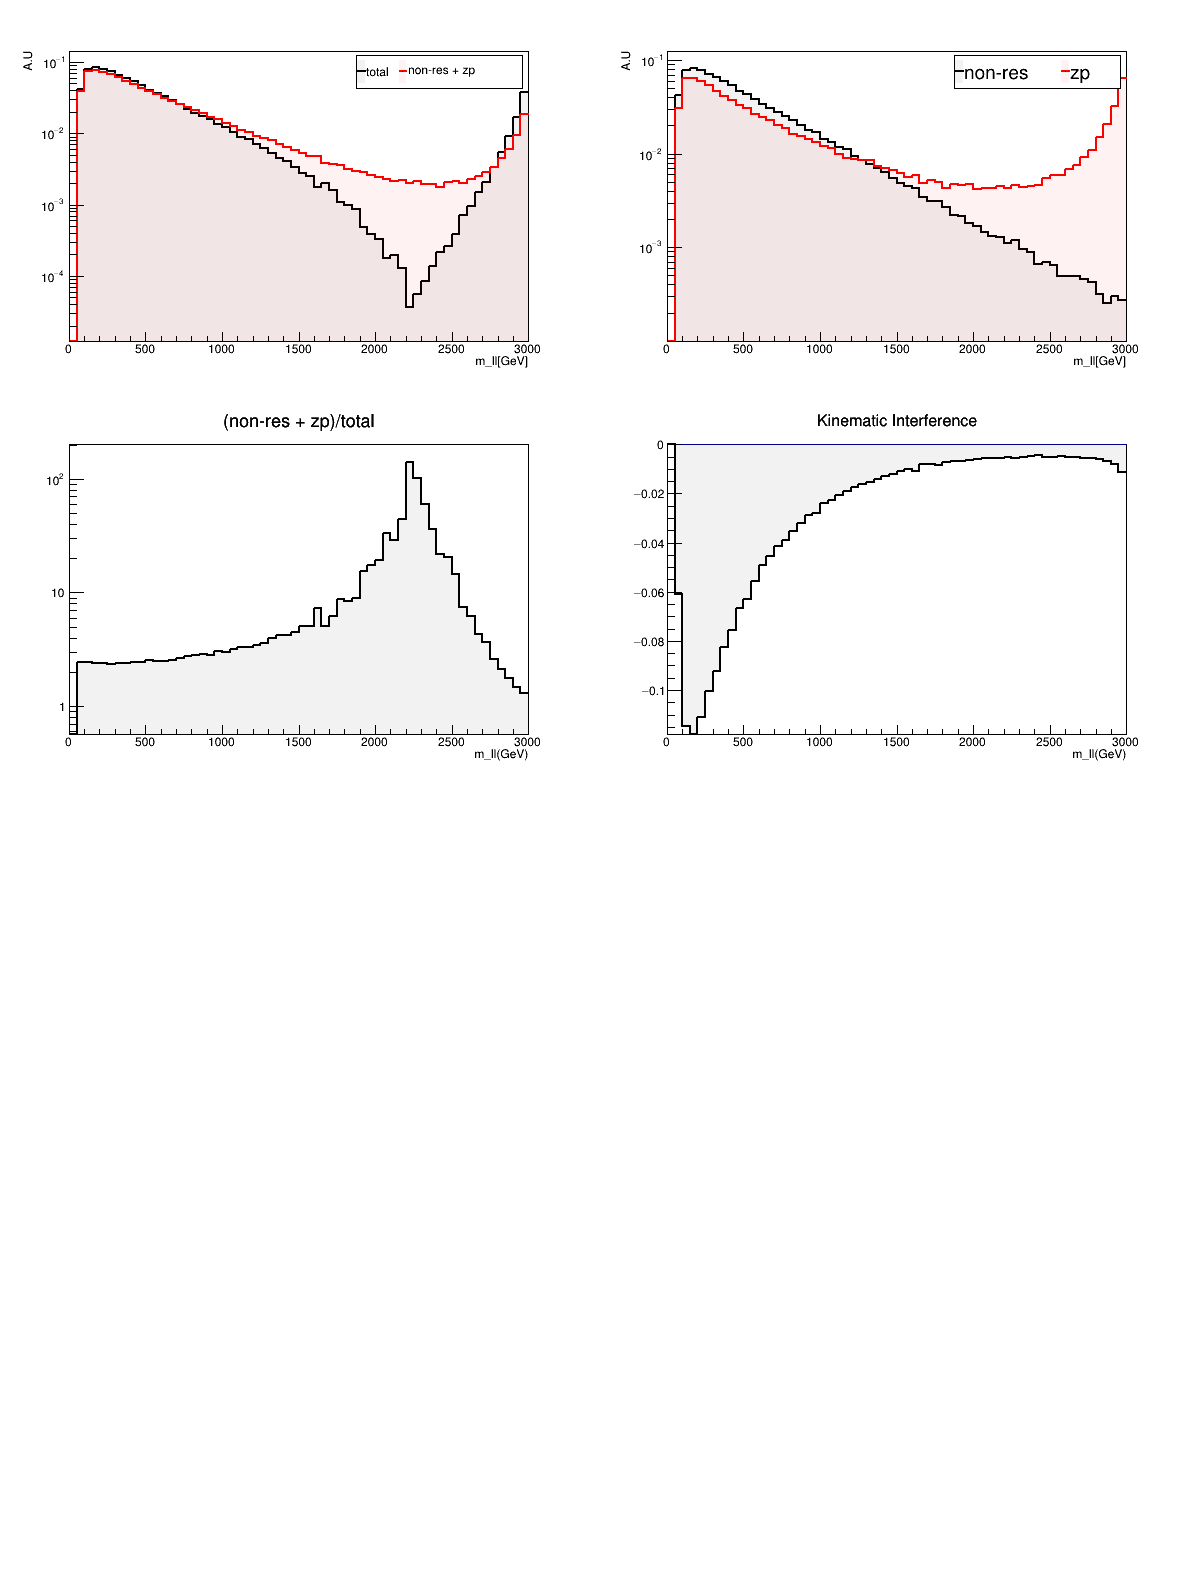 A.U
total non-res + zp
10⁻¹
10⁻²
10⁻³
10⁻⁴
0 500 1000 1500 2000 2500 3000
m_ll[GeV]
A.U
non-res zp
10⁻¹
10⁻²
10⁻³
0 500 1000 1500 2000 2500 3000
m_ll[GeV]
(non-res + zp)/total
10²
10
1
0 500 1000 1500 2000 2500 3000
m_ll(GeV)
Kinematic Interference
0
−0.02
−0.04
−0.06
−0.08
−0.1
0 500 1000 1500 2000 2500 3000
m_ll(GeV)